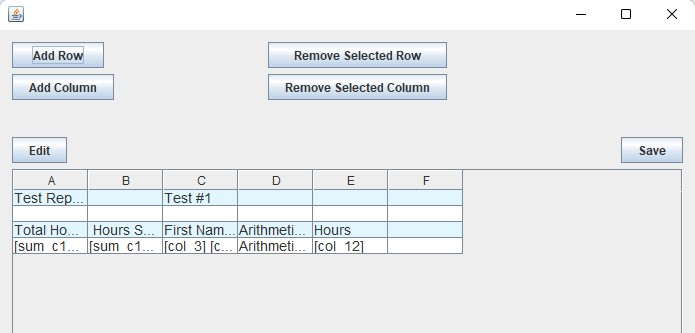 Add Row Remove Selected Row
Add Column Remove Selected Column
Edit Save
A B C D E F
Test Rep... Test #1
Total Ho... Hours S... First Nam... Arithmeti... Hours
[sum_c1... [sum_c1... [col_3] [c... Arithmeti... [col_12]